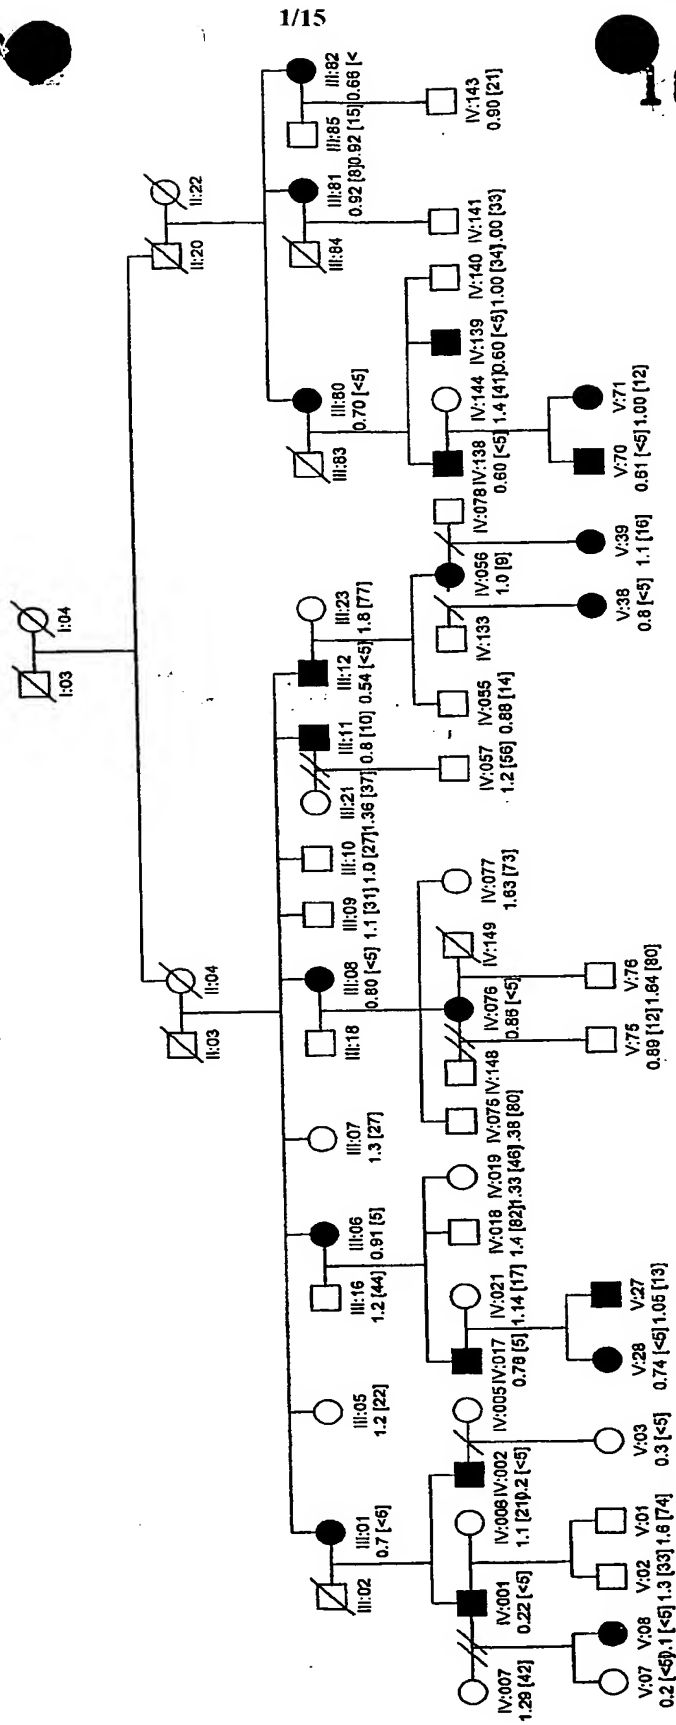 1/15
I:03 I:04
II:03 II:04 II:20 II:22
III:02 III:01 III:05 III:16 III:06 III:07 III:18 III:08 III:09 III:10 III:21 III:11 III:12 III:23 III:83 III:80 III:84 III:81 III:85 III:82
0.7 [<6] 1.2 [22] 1.2 [44] 0.91 [5] 1.3 [27] 0.80 [<5] 1.1 [31] 1.0 [27] 1.36 [37] 0.8 [10] 0.54 [<5] 1.8 [77] 0.70 [<5] 0.92 [8] 0.92 [15] 0.66 [<
IV:007 IV:001 IV:006 IV:002 IV:005 IV:017 IV:021 IV:018 IV:019 IV:075 IV:148 IV:076 IV:149 IV:077 IV:057 IV:055 IV:133 IV:056 IV:078 IV:138 IV:144 IV:139 IV:140 IV:141 IV:143
1.29 [42] 0.22 [<5] 1.1 [21] 0.2 [<5] 0.78 [5] 1.14 [17] 1.4 [82] 1.33 [46] .38 [80] 0.86 [<5] 1.63 [73] 1.2 [56] 0.88 [14] 1.0 [9] 0.60 [<5] 1.4 [41] 0.60 [<5] 1.00 [34] .00 [33] 0.90 [21]
V:07 V:08 V:02 V:01 V:03 V:28 V:27 V:75 V:76 V:38 V:39 V:70 V:71
0.2 [<5] 0.1 [<5] 1.3 [33] 1.6 [74] 0.3 [<5] 0.74 [<5] 1.05 [13] 0.89 [12] 1.64 [80] 0.8 [<5] 1.1 [16] 0.61 [<5] 1.00 [12]